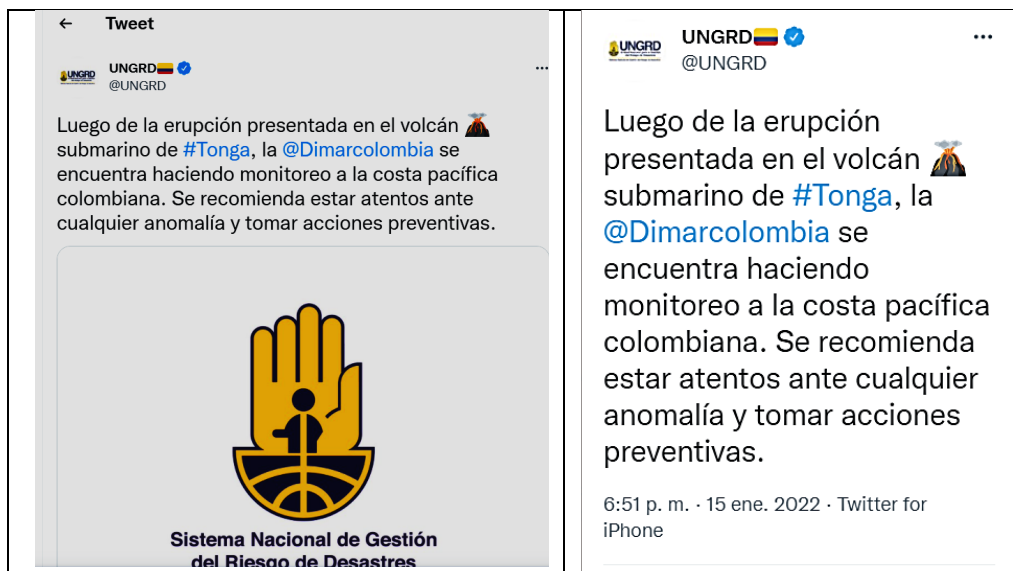 Tweet
UNGRD
UNGRD🇨🇴
@UNGRD
Luego de la erupción presentada en el volcán 🌋
submarino de #Tonga, la @Dimarcolombia se
encuentra haciendo monitoreo a la costa pacífica
colombiana. Se recomienda estar atentos ante
cualquier anomalía y tomar acciones preventivas.
Sistema Nacional de Gestión
del Riesgo de Desastres
UNGRD
UNGRD🇨🇴
@UNGRD
Luego de la erupción
presentada en el volcán 🌋
submarino de #Tonga, la
@Dimarcolombia se
encuentra haciendo
monitoreo a la costa pacífica
colombiana. Se recomienda
estar atentos ante cualquier
anomalía y tomar acciones
preventivas.
6:51 p. m. · 15 ene. 2022 · Twitter for
iPhone